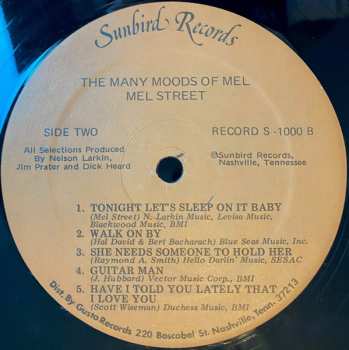 Sunbird Records
THE MANY MOODS OF MEL
MEL STREET
SIDE TWO
RECORD S -1000 B
All Selections Produced
By Nelson Larkin,
Jim Prater and Dick Heard
©Sunbird Records,
Nashville, Tennessee
1. TONIGHT LET'S SLEEP ON IT BABY
(Mel Street) N. Larkin Music, Levisa Music,
Blackwood Music, BMI
2. WALK ON BY
(Hal David & Bert Bacharach) Blue Seas Music, Inc.
3. SHE NEEDS SOMEONE TO HOLD HER
(Raymond A. Smith) Hello Darlin' Music, SESAC
4. GUITAR MAN
(J. Hubbard) Vector Music Corp., BMI
5. HAVE I TOLD YOU LATELY THAT
I LOVE YOU
(Scott Wiseman) Duchess Music, BMI
Dist. By Gusto Records 220 Boscobel St. Nashville, Tenn. 37213